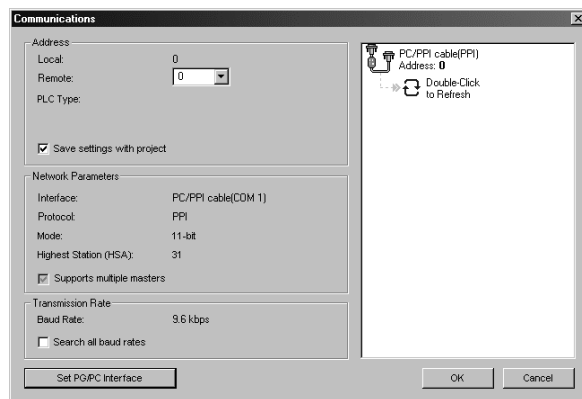 Communications
Address
Local: 0
Remote: 0
PLC Type:
Save settings with project
Network Parameters
Interface: PC/PPI cable(COM 1)
Protocol: PPI
Mode: 11-bit
Highest Station (HSA): 31
Supports multiple masters
Transmission Rate
Baud Rate: 9.6 kbps
Search all baud rates
Set PG/PC Interface
PC/PPI cable(PPI)
Address: 0
Double-Click
to Refresh
OK Cancel